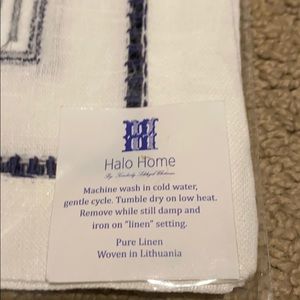 H
Halo Home
By
Machine wash in cold water,
gentle cycle. Tumble dry on low heat.
Remove while still damp and
iron on “linen” setting.
Pure Linen
Woven in Lithuania